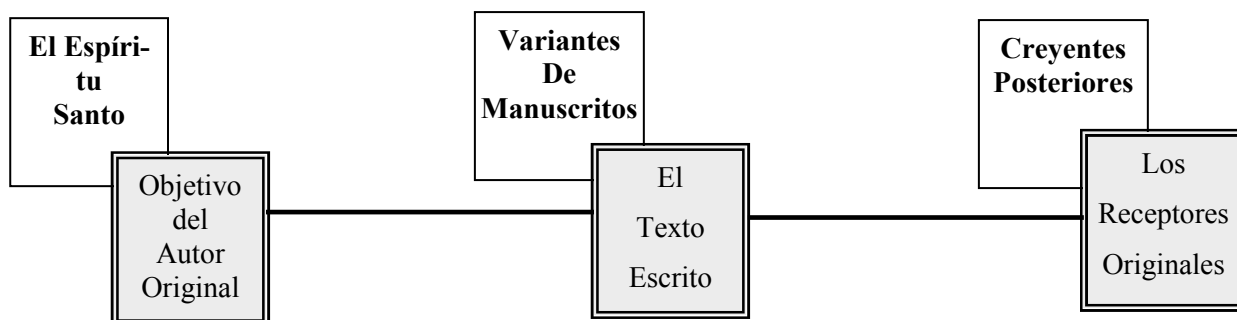 El Espíri-
tu
Santo
Objetivo
del
Autor
Original
Variantes
De
Manuscritos
El
Texto
Escrito
Creyentes
Posteriores
Los
Receptores
Originales